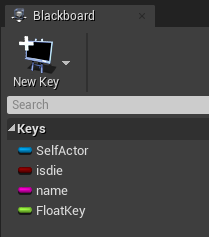 Blackboard
New Key
Search
Keys
SelfActor
isdie
name
FloatKey